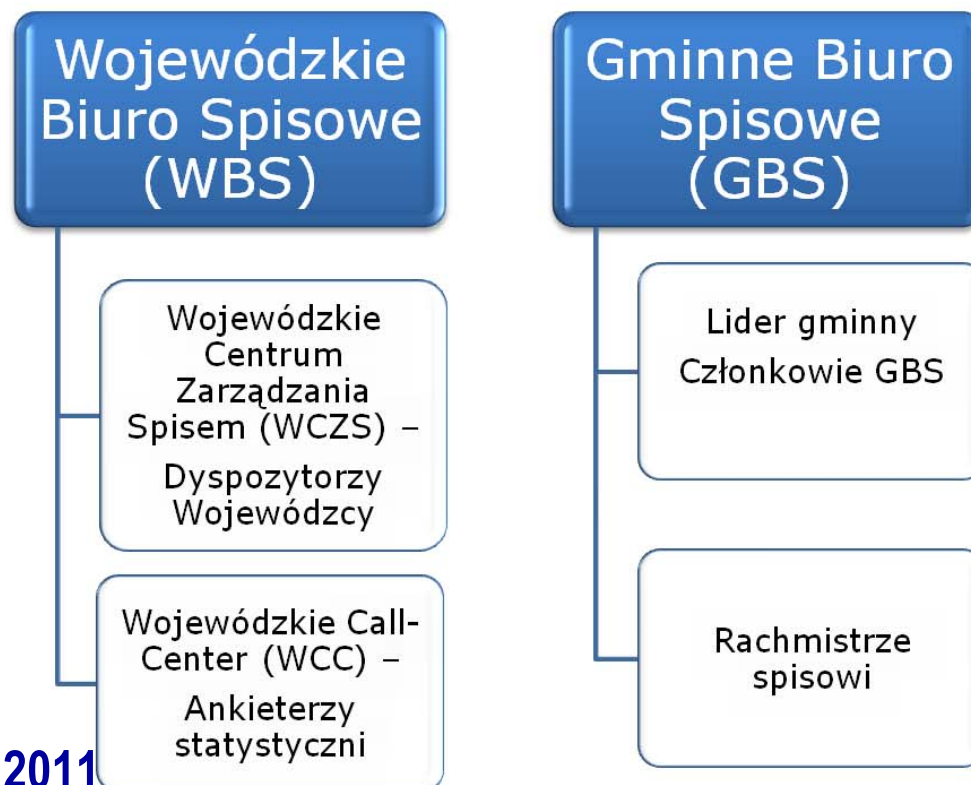 Wojewódzkie
Biuro Spisowe
(WBS)
Wojewódzkie
Centrum
Zarządzania
Spisem (WCZS) –
Dyspozytorzy
Wojewódzcy
Wojewódzkie Call-
Center (WCC) –
Ankieterzy
statystyczni
Gminne Biuro
Spisowe
(GBS)
Lider gminny
Członkowie GBS
Rachmistrze
spisowi
2011